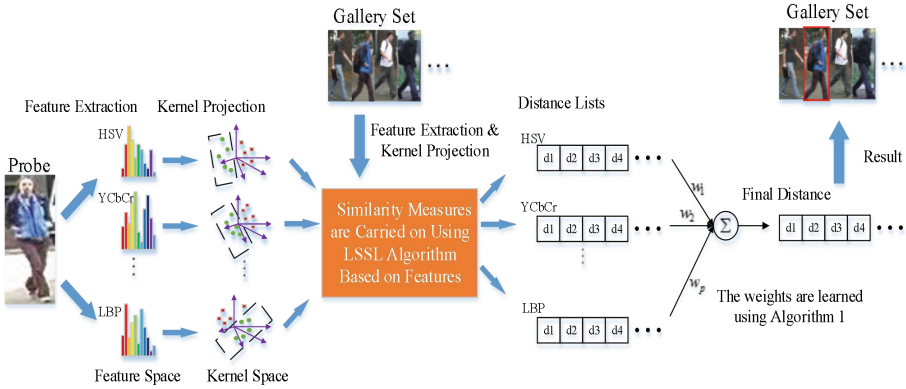 Gallery Set
Gallery Set
Feature Extraction
Kernel Projection
Distance Lists
HSV
Feature Extraction &
Kernel Projection
HSV
d1 d2 d3 d4
Result
Probe
YCbCr
Similarity Measures
are Carried on Using
LSSL Algorithm
Based on Features
YCbCr
d1 d2 d3 d4
w1
w2
wp
Σ
Final Distance
d1 d2 d3 d4
LBP
LBP
d1 d2 d3 d4
The weights are learned
using Algorithm 1
Feature Space
Kernel Space